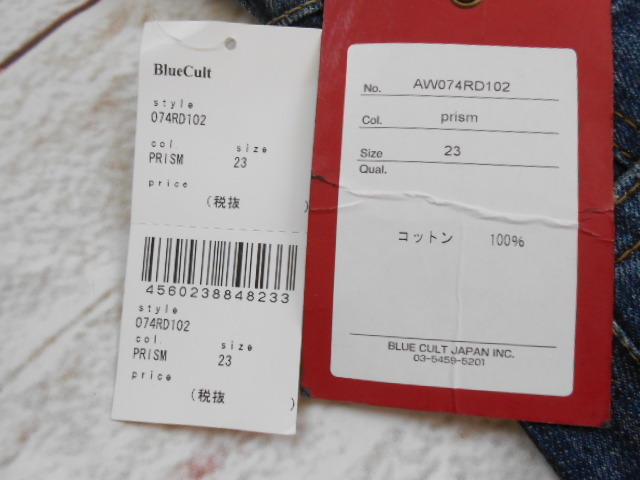 BlueCult
style
074RD102
col size
PRISM 23
price
(税抜 )
4560238848233
style
074RD102
col. size
PRISM 23
price
(税抜 )
No. AW074RD102
Col. prism
Size 23
Qual.
コットン 100%
BLUE CULT JAPAN INC.
03-5459-5201